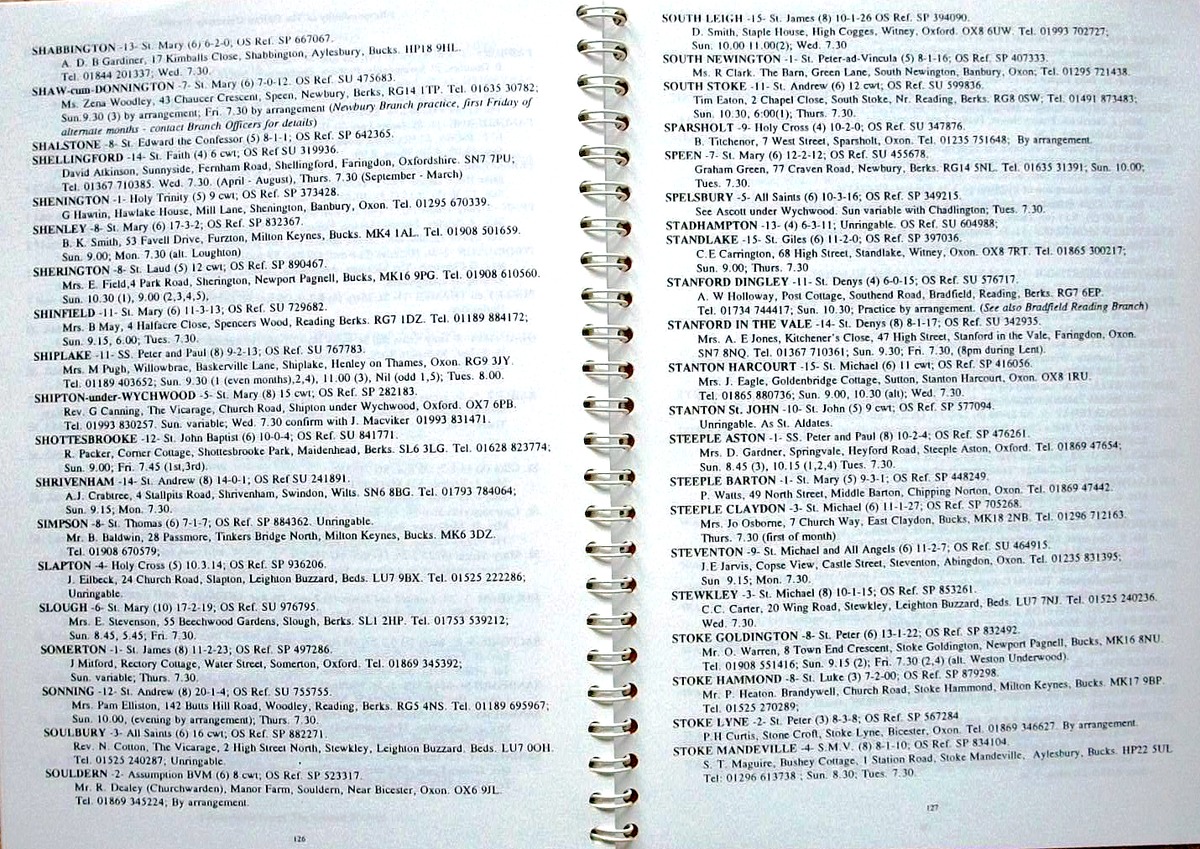 SHABBINGTON -13- St. Mary (6) 6-2-0; OS Ref. SP 667067.
A. D. B Gardiner, 17 Kimballs Close, Shabbington, Aylesbury, Bucks. HP18 9HL.
Tel. 01844 201337; Wed. 7.30.
SHAW-cum-DONNINGTON -7- St. Mary (6) 7-0-12. OS Ref. SU 475683.
Ms. Zena Woodley, 43 Chaucer Crescent, Speen, Newbury, Berks, RG14 1TP. Tel. 01635 30782;
Sun.9.30 (3) by arrangement; Fri. 7.30 by arrangement (Newbury Branch practice, first Friday of
alternate months - contact Branch Officers for details)
SHALSTONE -8- St. Edward the Confessor (5) 8-1-1; OS Ref. SP 642365.
SHELLINGFORD -14- St. Faith (4) 6 cwt; OS Ref SU 319936.
David Atkinson, Sunnyside, Fernham Road, Shellingford, Faringdon, Oxfordshire. SN7 7PU;
Tel. 01367 710385. Wed. 7.30. (April - August), Thurs. 7.30 (September - March)
SHENINGTON -1- Holy Trinity (5) 9 cwt; OS Ref. SP 373428.
G Hawtin, Hawlake House, Mill Lane, Shenington, Banbury, Oxon. Tel. 01295 670339.
SHENLEY -8- St. Mary (6) 17-3-2; OS Ref. SP 832367.
B. K. Smith, 53 Favell Drive, Furzton, Milton Keynes, Bucks. MK4 1AL. Tel. 01908 501659.
Sun. 9.00; Mon. 7.30 (alt. Loughton)
SHERINGTON -8- St. Laud (5) 12 cwt; OS Ref. SP 890467.
Mrs. E. Field,4 Park Road, Sherington, Newport Pagnell, Bucks, MK16 9PG. Tel. 01908 610560.
Sun. 10.30 (1), 9.00 (2,3,4,5),
SHINFIELD -11- St. Mary (6) 11-3-13; OS Ref. SU 729682.
Mrs. B May, 4 Halfacre Close, Spencers Wood, Reading Berks. RG7 1DZ. Tel. 01189 884172;
Sun. 9.15, 6.00; Tues. 7.30.
SHIPLAKE -11- SS. Peter and Paul (8) 9-2-13; OS Ref. SU 767783.
Mrs. M Pugh, Willowbrae, Baskerville Lane, Shiplake, Henley on Thames, Oxon. RG9 3JY.
Tel. 01189 403652; Sun. 9.30 (1 (even months),2,4), 11.00 (3), Nil (odd 1,5); Tues. 8.00.
SHIPTON-under-WYCHWOOD -5- St. Mary (8) 15 cwt; OS Ref. SP 282183.
Rev. G Canning, The Vicarage, Church Road, Shipton under Wychwood, Oxford. OX7 6PB.
Tel. 01993 830257. Sun. variable; Wed. 7.30 confirm with J. Macviker 01993 831471.
SHOTTESBROOKE -12- St. John Baptist (6) 10-0-4; OS Ref. SU 841771.
R. Packer, Corner Cottage, Shottesbrooke Park, Maidenhead, Berks. SL6 3LG. Tel. 01628 823774;
Sun. 9.00; Fri. 7.45 (1st,3rd).
SHRIVENHAM -14- St. Andrew (8) 14-0-1; OS Ref SU 241891.
A.J. Crabtree, 4 Stallpits Road, Shrivenham, Swindon, Wilts. SN6 8BG. Tel. 01793 784064;
Sun. 9.15; Mon. 7.30.
SIMPSON -8- St. Thomas (6) 7-1-7; OS Ref. SP 884362. Unringable.
Mr. B. Baldwin, 28 Passmore, Tinkers Bridge North, Milton Keynes, Bucks. MK6 3DZ.
Tel. 01908 670579;
SLAPTON -4- Holy Cross (5) 10.3.14; OS Ref. SP 936206.
J. Eilbeck, 24 Church Road, Slapton, Leighton Buzzard, Beds. LU7 9BX. Tel. 01525 222286;
Unringable.
SLOUGH -6- St. Mary (10) 17-2-19; OS Ref. SU 976795.
Mrs. E. Stevenson, 55 Beechwood Gardens, Slough, Berks. SL1 2HP. Tel. 01753 539212;
Sun. 8.45, 5.45; Fri. 7.30.
SOMERTON -1- St. James (8) 11-2-23; OS Ref. SP 497286.
J Mitford, Rectory Cottage, Water Street, Somerton, Oxford. Tel. 01869 345392;
Sun. variable; Thurs. 7.30.
SONNING -12- St. Andrew (8) 20-1-4; OS Ref. SU 755755.
Mrs. Pam Elliston, 142 Butts Hill Road, Woodley, Reading, Berks. RG5 4NS. Tel. 01189 695967;
Sun. 10.00, (evening by arrangement); Thurs. 7.30.
SOULBURY -3- All Saints (6) 16 cwt; OS Ref. SP 882271.
Rev. N. Cotton, The Vicarage, 2 High Street North, Stewkley, Leighton Buzzard. Beds. LU7 0OH.
Tel. 01525 240287; Unringable.
SOULDERN -2- Assumption BVM (6) 8 cwt; OS Ref. SP 523317.
Mr. R. Dealey (Churchwarden), Manor Farm, Souldern, Near Bicester, Oxon. OX6 9JL.
Tel. 01869 345224; By arrangement.
126
SOUTH LEIGH -15- St. James (8) 10-1-26 OS Ref. SP 394090.
D. Smith, Staple House, High Cogges, Witney, Oxford. OX8 6UW. Tel. 01993 702727;
Sun. 10.00 11.00(2); Wed. 7.30
SOUTH NEWINGTON -1- St. Peter-ad-Vincula (5) 8-1-16; OS Ref. SP 407333.
Ms. R Clark. The Barn, Green Lane, South Newington, Banbury, Oxon; Tel. 01295 721438.
SOUTH STOKE -11- St. Andrew (6) 12 cwt; OS Ref. SU 599836.
Tim Eaton, 2 Chapel Close, South Stoke, Nr. Reading, Berks. RG8 0SW; Tel. 01491 873483;
Sun. 10.30, 6:00(1); Thurs. 7.30.
SPARSHOLT -9- Holy Cross (4) 10-2-0; OS Ref. SU 347876.
B. Titchenor, 7 West Street, Sparsholt, Oxon. Tel. 01235 751648; By arrangement.
SPEEN -7- St. Mary (6) 12-2-12; OS Ref. SU 455678.
Graham Green, 77 Craven Road, Newbury, Berks. RG14 5NL. Tel. 01635 31391; Sun. 10.00;
Tues. 7.30.
SPELSBURY -5- All Saints (6) 10-3-16; OS Ref. SP 349215.
See Ascott under Wychwood. Sun variable with Chadlington; Tues. 7.30.
STADHAMPTON -13- (4) 6-3-11; Unringable. OS Ref. SU 604988;
STANDLAKE -15- St. Giles (6) 11-2-0; OS Ref. SP 397036.
C.E Carrington, 68 High Street, Standlake, Witney, Oxon. OX8 7RT. Tel. 01865 300217;
Sun. 9.00; Thurs. 7.30
STANFORD DINGLEY -11- St. Denys (4) 6-0-15; OS Ref. SU 576717.
A. W Holloway, Post Cottage, Southend Road, Bradfield, Reading, Berks. RG7 6EP.
Tel. 01734 744417; Sun. 10.30; Practice by arrangement. (See also Bradfield Reading Branch)
STANFORD IN THE VALE -14- St. Denys (8) 8-1-17; OS Ref. SU 342935.
Mrs. A. E Jones, Kitchener's Close, 47 High Street, Stanford in the Vale, Faringdon, Oxon.
SN7 8NQ. Tel. 01367 710361; Sun. 9.30; Fri. 7.30, (8pm during Lent).
STANTON HARCOURT -15- St. Michael (6) 11 cwt; OS Ref. SP 416056.
Mrs. J. Eagle, Goldenbridge Cottage, Sutton, Stanton Harcourt, Oxon. OX8 1RU.
Tel. 01865 880736; Sun. 9.00, 10.30 (alt); Wed. 7.30.
STANTON St. JOHN -10- St. John (5) 9 cwt; OS Ref. SP 577094.
Unringable. As St. Aldates.
STEEPLE ASTON -1- SS. Peter and Paul (8) 10-2-4; OS Ref. SP 476261.
Mrs. D. Gardner, Springvale, Heyford Road, Steeple Aston, Oxford. Tel. 01869 47654;
Sun. 8.45 (3), 10.15 (1,2,4) Tues. 7.30.
STEEPLE BARTON -1- St. Mary (5) 9-3-1; OS Ref. SP 448249.
P. Watts, 49 North Street, Middle Barton, Chipping Norton, Oxon. Tel. 01869 47442.
STEEPLE CLAYDON -3- St. Michael (6) 11-1-27; OS Ref. SP 705268.
Mrs. Jo Osborne, 7 Church Way, East Claydon, Bucks, MK18 2NB. Tel. 01296 712163.
Thurs. 7.30 (first of month)
STEVENTON -9- St. Michael and All Angels (6) 11-2-7; OS Ref. SU 464915.
J.E Jarvis, Copse View, Castle Street, Steventon, Abingdon, Oxon. Tel. 01235 831395;
Sun 9.15; Mon. 7.30.
STEWKLEY -3- St. Michael (8) 10-1-15; OS Ref. SP 853261.
C.C. Carter, 20 Wing Road, Stewkley, Leighton Buzzard, Beds. LU7 7NJ. Tel. 01525 240236.
Wed. 7.30.
STOKE GOLDINGTON -8- St. Peter (6) 13-1-22; OS Ref. SP 832492.
Mr. O. Warren, 8 Town End Crescent, Stoke Goldington, Newport Pagnell, Bucks, MK16 8NU.
Tel. 01908 551416; Sun. 9.15 (2); Fri. 7.30 (2,4) (alt. Weston Underwood).
STOKE HAMMOND -8- St. Luke (3) 7-2-00; OS Ref. SP 879298.
Mr. P. Heaton. Brandywell, Church Road, Stoke Hammond, Milton Keynes, Bucks. MK17 9BP.
Tel. 01525 270289;
STOKE LYNE -2- St. Peter (3) 8-3-8; OS Ref. SP 567284
P.H Curtis, Stone Croft, Stoke Lyne, Bicester, Oxon. Tel. 01869 346627. By arrangement.
STOKE MANDEVILLE -4- S.M.V. (8) 8-1-10; OS Ref. SP 834104.
S. T. Maguire, Bushey Cottage, 1 Station Road, Stoke Mandeville, Aylesbury, Bucks. HP22 5UL
Tel: 01296 613738 ; Sun. 8.30; Tues. 7.30.
127